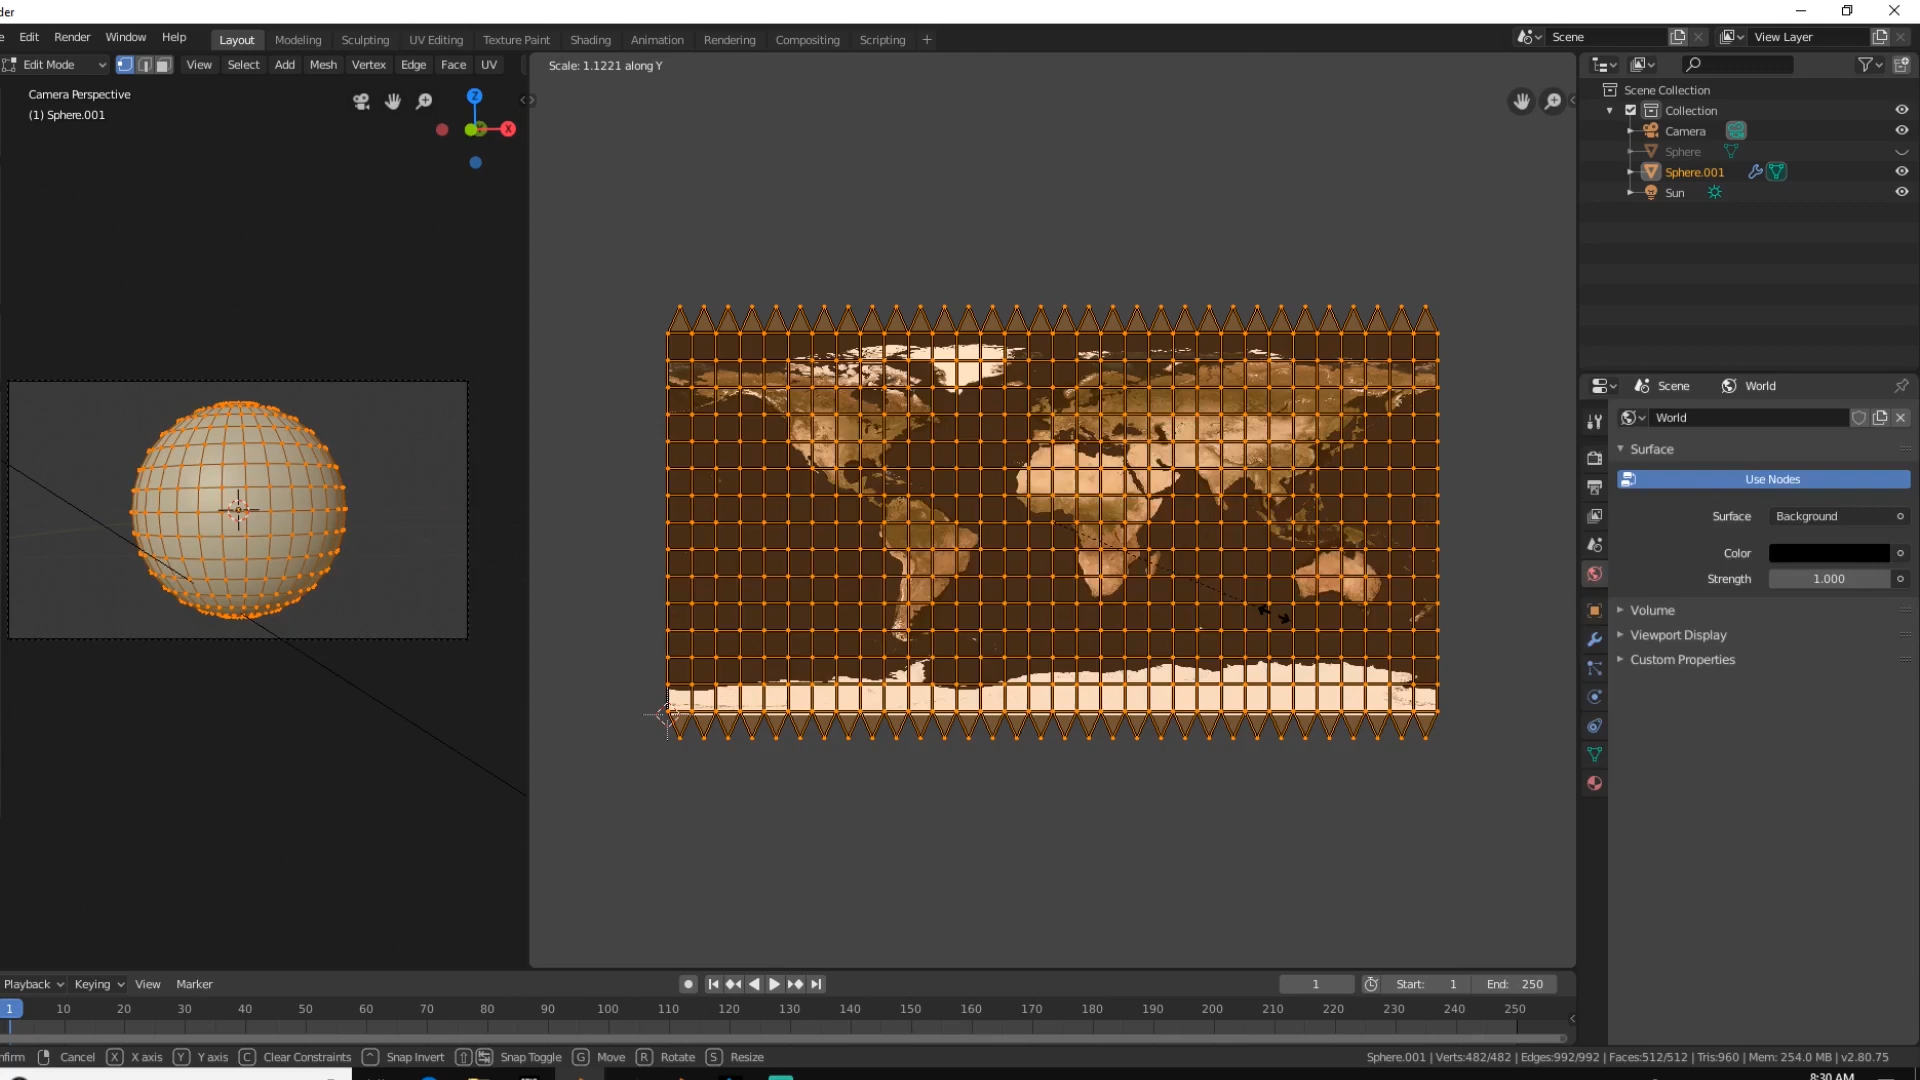 der
e Edit Render Window Help Layout Modeling Sculpting UV Editing Texture Paint Shading Animation Rendering Compositing Scripting + Scene View Layer
Edit Mode View Select Add Mesh Vertex Edge Face UV Scale: 1.1221 along Y
Camera Perspective
(1) Sphere.001
Z
X
Scene Collection
Collection
Camera
Sphere
Sphere.001
Sun
Scene World
World
Surface
Use Nodes
Surface Background
Color
Strength 1.000
Volume
Viewport Display
Custom Properties
Playback Keying View Marker 1 Start: 1 End: 250
1 10 20 30 40 50 60 70 80 90 100 110 120 130 140 150 160 170 180 190 200 210 220 230 240 250
nfirm Cancel X X axis Y Y axis C Clear Constraints ^ Snap Invert Snap Toggle G Move R Rotate S Resize Sphere.001 | Verts:482/482 | Edges:992/992 | Faces:512/512 | Tris:960 | Mem: 254.0 MB | v2.80.75
8:30 AM